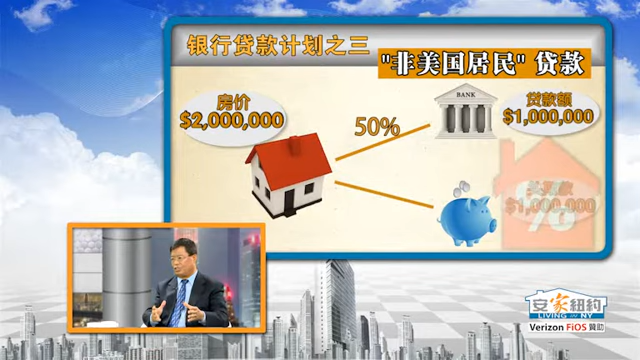 银行贷款计划之三
"非美国居民" 贷款
房价
$2,000,000
50%
BANK
贷款额
$1,000,000
$1,000,000
%
安家紐約
LIVING IN NY
Verizon FiOS 贊助